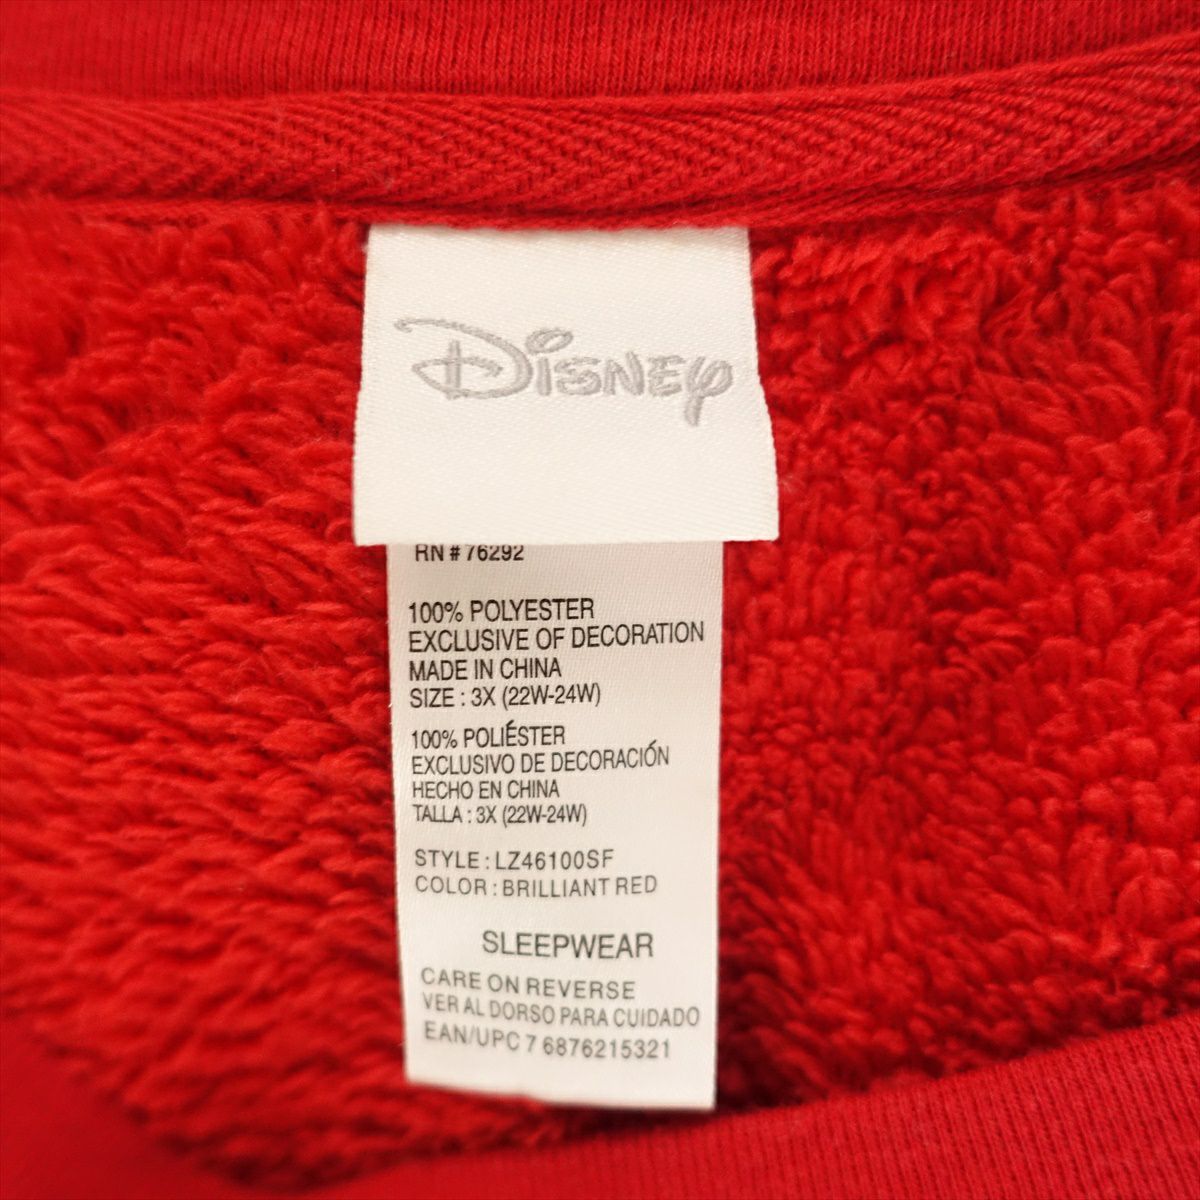 Disney
RN # 76292
100% POLYESTER
EXCLUSIVE OF DECORATION
MADE IN CHINA
SIZE : 3X (22W-24W)
100% POLIÉSTER
EXCLUSIVO DE DECORACIÓN
HECHO EN CHINA
TALLA : 3X (22W-24W)
STYLE : LZ46100SF
COLOR : BRILLIANT RED
SLEEPWEAR
CARE ON REVERSE
VER AL DORSO PARA CUIDADO
EAN/UPC 7 6876215321